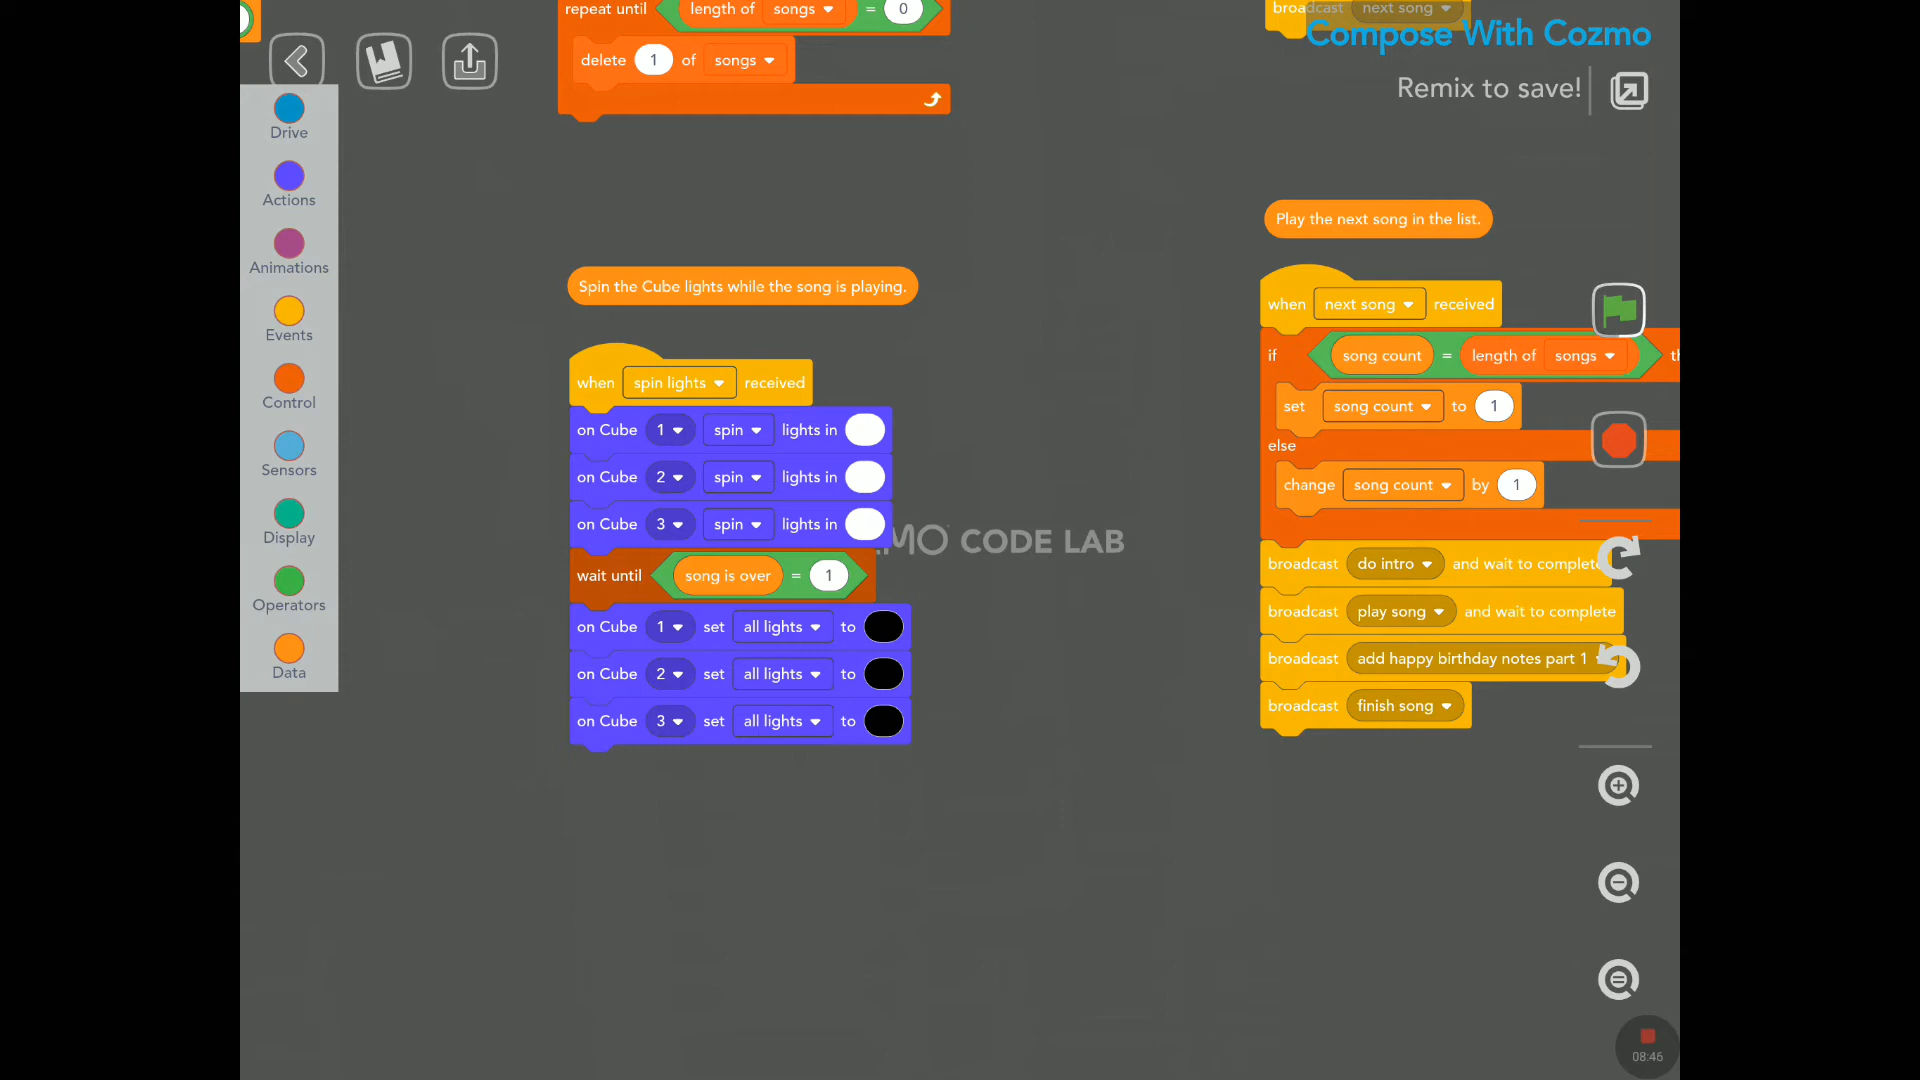 repeat until length of songs = 0
delete 1 of songs
next song
Compose With Cozmo
Remix to save!
Drive
Actions
Animations
Events
Control
Sensors
Display
Operators
Data
Spin the Cube lights while the song is playing.
when spin lights received
on Cube 1 spin lights in
on Cube 2 spin lights in
on Cube 3 spin lights in
wait until song is over = 1
on Cube 1 set all lights to
on Cube 2 set all lights to
on Cube 3 set all lights to
CODE LAB
Play the next song in the list.
when next song received
if song count = length of songs
set song count to 1
else
change song count by 1
broadcast do intro and wait to complete
broadcast play song and wait to complete
broadcast add happy birthday notes part 1
broadcast finish song
08:46